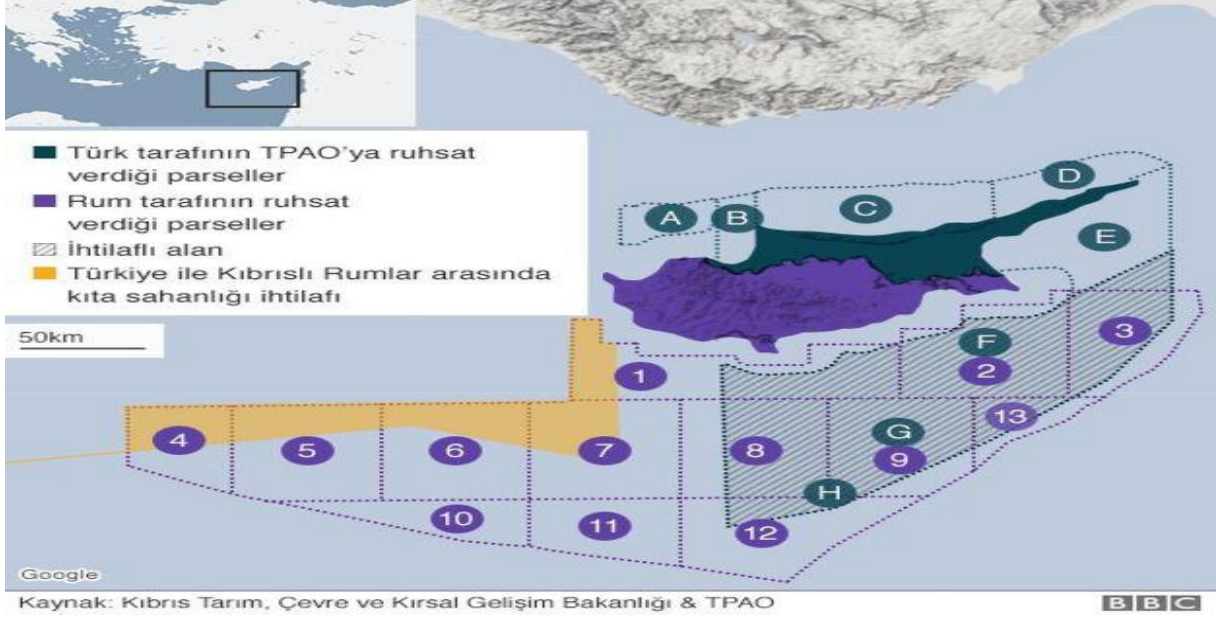 Türk tarafının TPAO'ya ruhsat
verdiği parseller
Rum tarafının ruhsat
verdiği parseller
İhtilaflı alan
Türkiye ile Kıbrıslı Rumlar arasında
kıta sahanlığı ihtilafı
50km
A
B
C
D
E
F
G
H
1
2
3
4
5
6
7
8
9
10
11
12
13
Google
Kaynak: Kıbrıs Tarım, Çevre ve Kırsal Gelişim Bakanlığı & TPAO
BBC